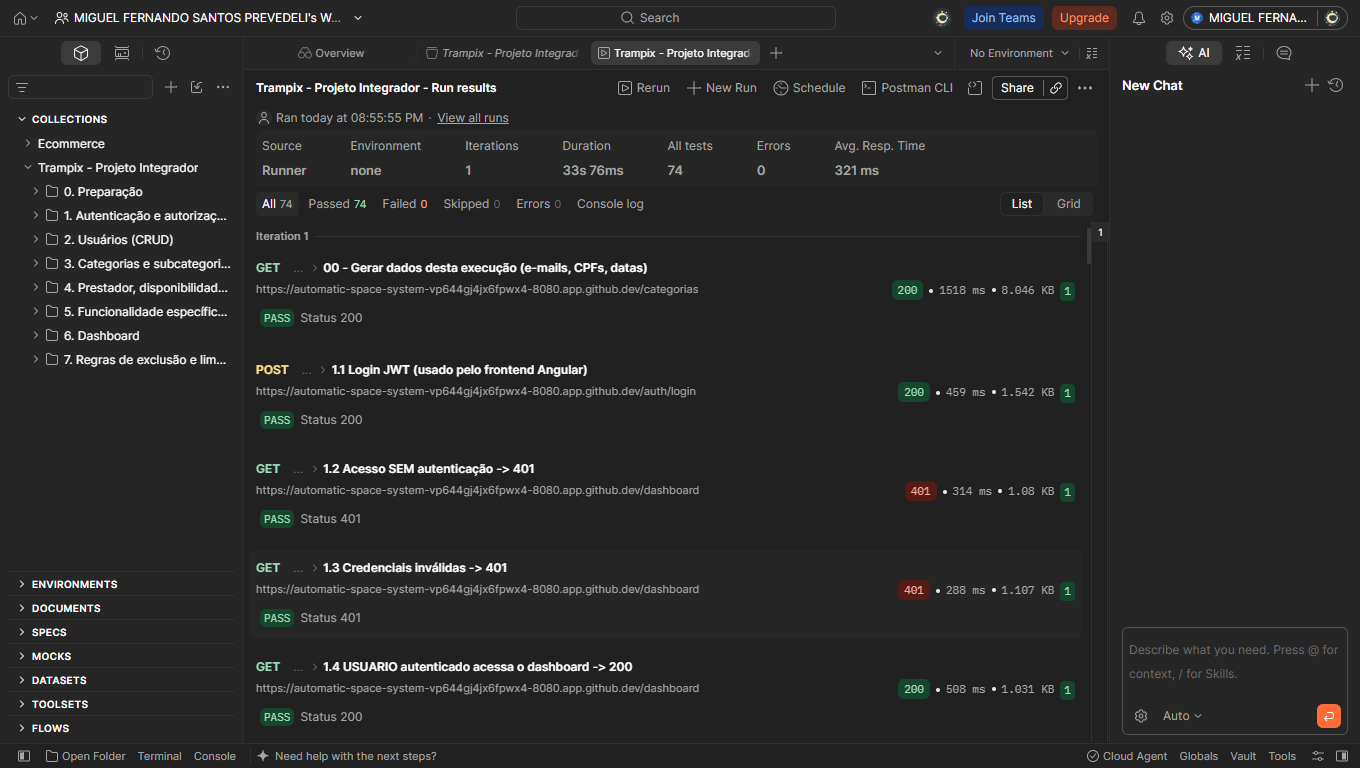 MIGUEL FERNANDO SANTOS PREVEDELI's W...
Search
Join Teams
Upgrade
MIGUEL FERNA...
Overview
Trampix - Projeto Integrad
Trampix - Projeto Integrad
No Environment
AI
COLLECTIONS
Ecommerce
Trampix - Projeto Integrador
0. Preparação
1. Autenticação e autorizaç...
2. Usuários (CRUD)
3. Categorias e subcategori...
4. Prestador, disponibilidad...
5. Funcionalidade específic...
6. Dashboard
7. Regras de exclusão e lim...
ENVIRONMENTS
DOCUMENTS
SPECS
MOCKS
DATASETS
TOOLSETS
FLOWS
Trampix - Projeto Integrador - Run results
Rerun
New Run
Schedule
Postman CLI
Share
Ran today at 08:55:55 PM · View all runs
Source Environment Iterations Duration All tests Errors Avg. Resp. Time
Runner none 1 33s 76ms 74 0 321 ms
All 74 Passed 74 Failed 0 Skipped 0 Errors 0 Console log
List Grid
Iteration 1
1
GET ... > 00 - Gerar dados desta execução (e-mails, CPFs, datas)
https://automatic-space-system-vp644gj4jx6fpwx4-8080.app.github.dev/categorias
200 • 1518 ms • 8.046 KB 1
PASS Status 200
POST ... > 1.1 Login JWT (usado pelo frontend Angular)
https://automatic-space-system-vp644gj4jx6fpwx4-8080.app.github.dev/auth/login
200 • 459 ms • 1.542 KB 1
PASS Status 200
GET ... > 1.2 Acesso SEM autenticação -> 401
https://automatic-space-system-vp644gj4jx6fpwx4-8080.app.github.dev/dashboard
401 • 314 ms • 1.08 KB 1
PASS Status 401
GET ... > 1.3 Credenciais inválidas -> 401
https://automatic-space-system-vp644gj4jx6fpwx4-8080.app.github.dev/dashboard
401 • 288 ms • 1.107 KB 1
PASS Status 401
GET ... > 1.4 USUARIO autenticado acessa o dashboard -> 200
https://automatic-space-system-vp644gj4jx6fpwx4-8080.app.github.dev/dashboard
200 • 508 ms • 1.031 KB 1
PASS Status 200
New Chat
Describe what you need. Press @ for
context, / for Skills.
Auto
Open Folder
Terminal
Console
Need help with the next steps?
Cloud Agent
Globals
Vault
Tools